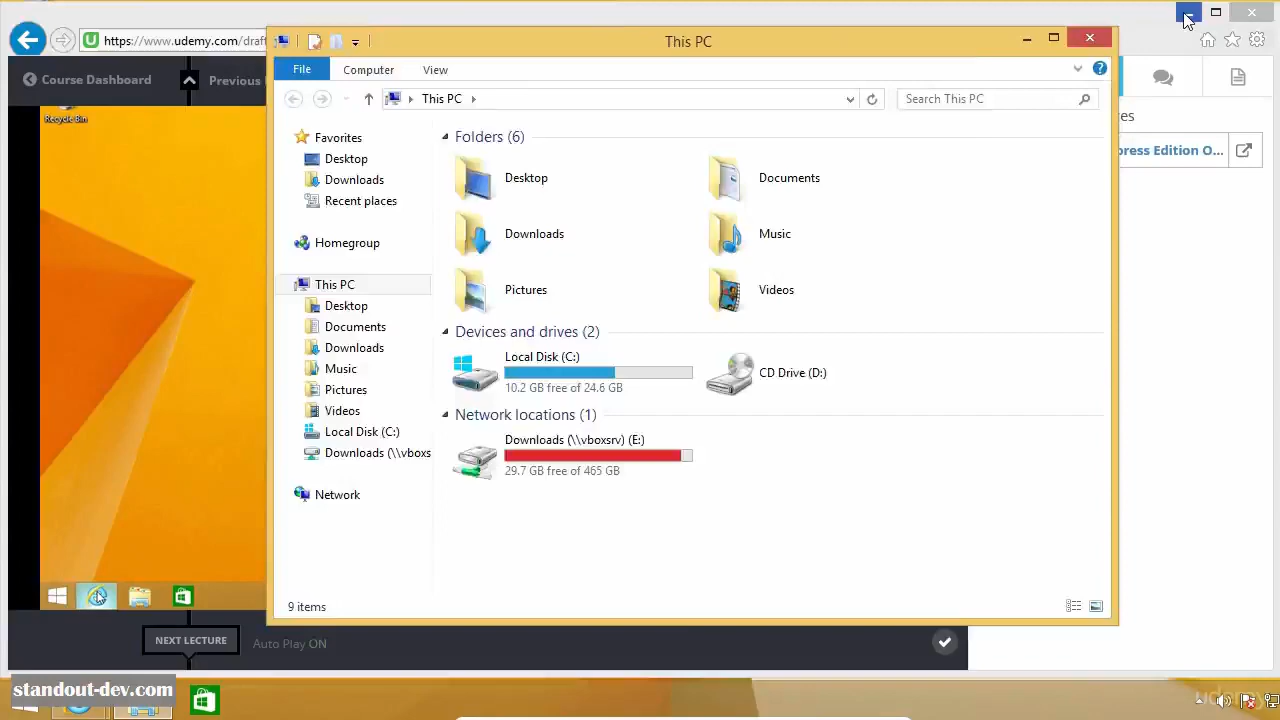 This PC
https://www.udemy.com/draft
File
Computer
View
Course Dashboard
Previous
This PC
Search This PC
Recycle Bin
Favorites
Desktop
Downloads
Recent places
Homegroup
This PC
Desktop
Documents
Downloads
Music
Pictures
Videos
Local Disk (C:)
Downloads (\\vboxs
Network
Folders (6)
Desktop
Documents
Downloads
Music
Pictures
Videos
Devices and drives (2)
Local Disk (C:)
10.2 GB free of 24.6 GB
CD Drive (D:)
Network locations (1)
Downloads (\\vboxsrv) (E:)
29.7 GB free of 465 GB
es
press Edition O...
9 items
NEXT LECTURE
Auto Play ON
standout-dev.com
udemy